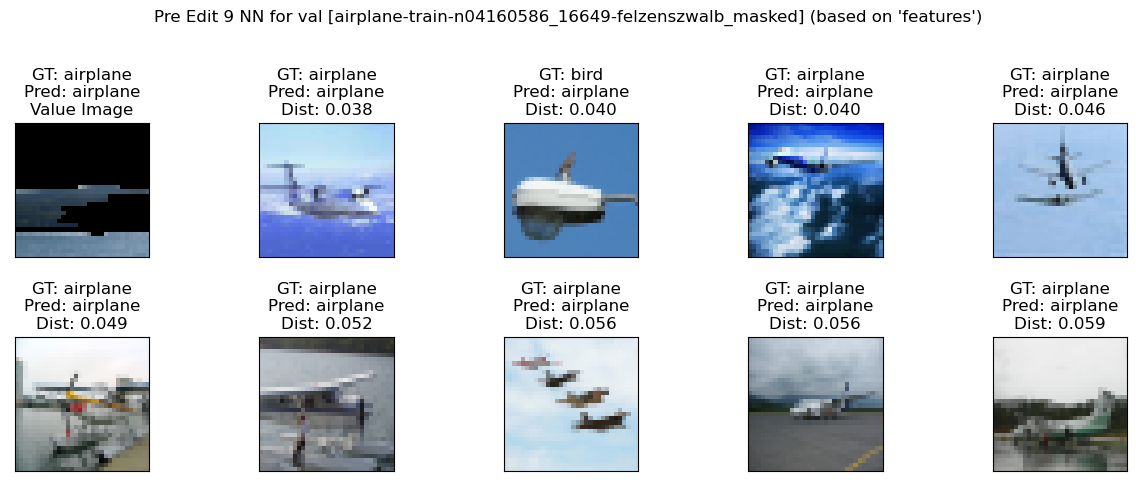 Pre Edit 9 NN for val [airplane-train-n04160586_16649-felzenszwalb_masked] (based on 'features')
GT: airplane
Pred: airplane
Value Image
GT: airplane
Pred: airplane
Dist: 0.038
GT: bird
Pred: airplane
Dist: 0.040
GT: airplane
Pred: airplane
Dist: 0.040
GT: airplane
Pred: airplane
Dist: 0.046
GT: airplane
Pred: airplane
Dist: 0.049
GT: airplane
Pred: airplane
Dist: 0.052
GT: airplane
Pred: airplane
Dist: 0.056
GT: airplane
Pred: airplane
Dist: 0.056
GT: airplane
Pred: airplane
Dist: 0.059